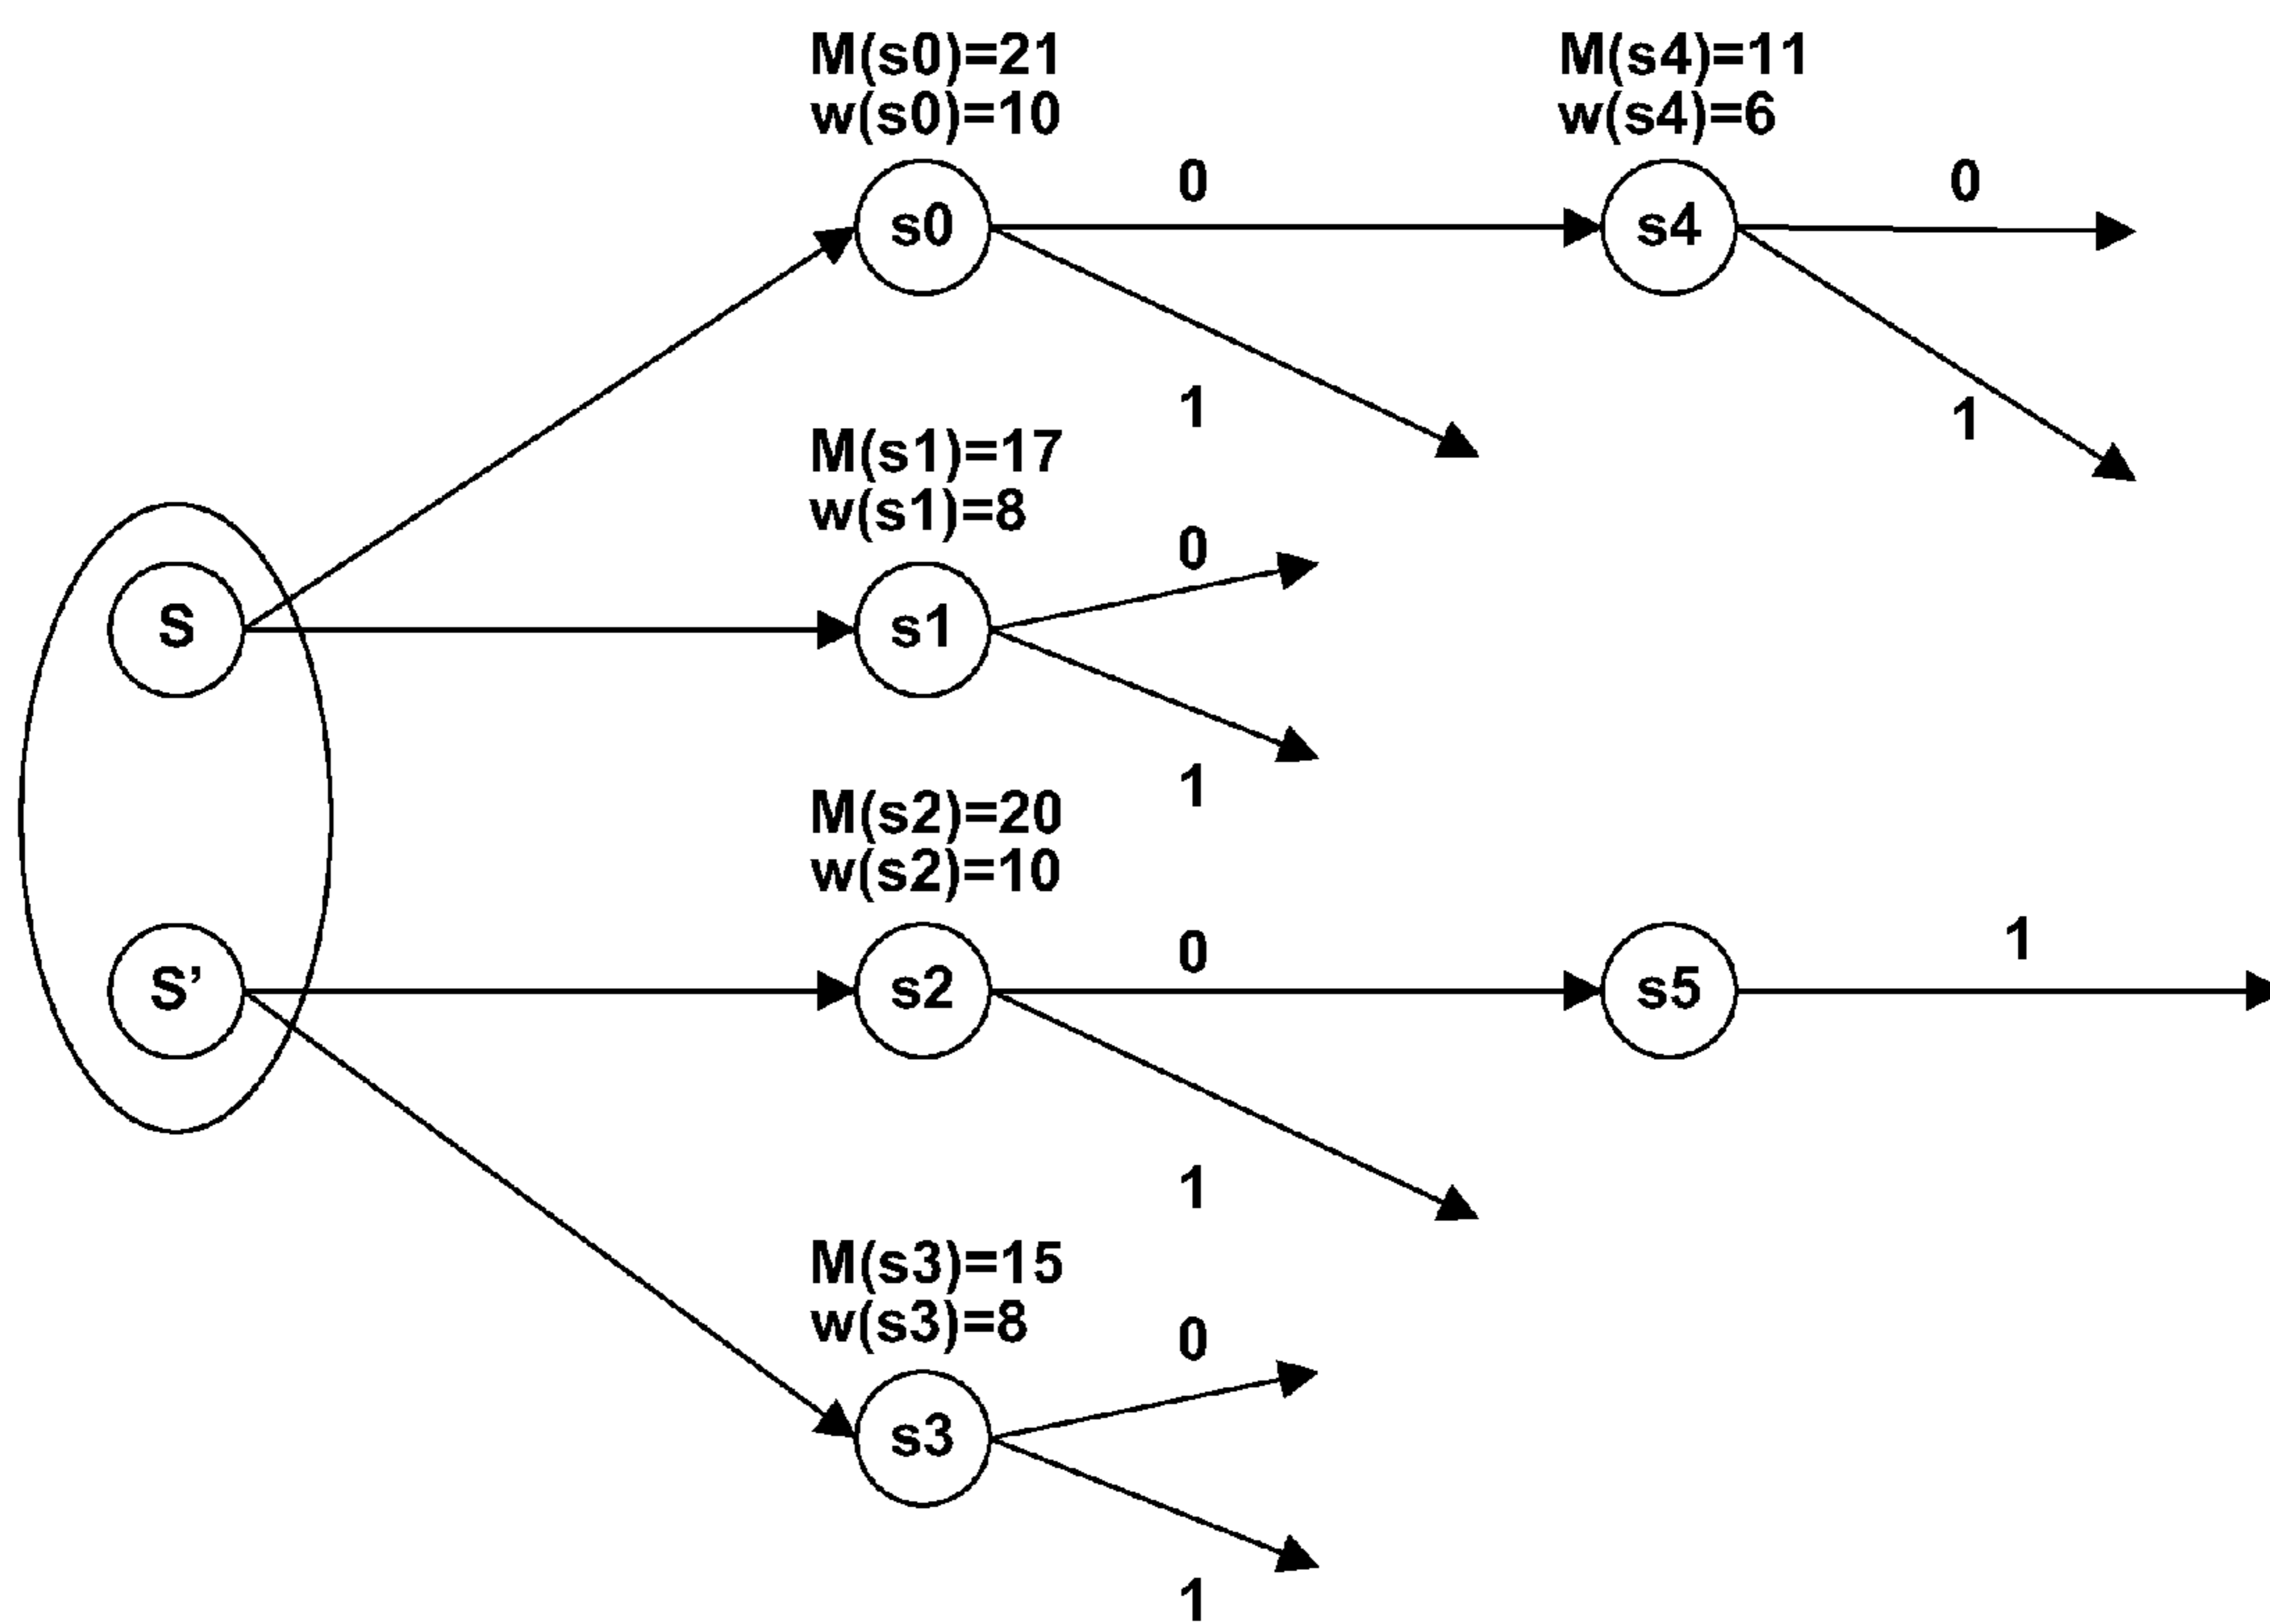 M(s0)=21
w(s0)=10
M(s4)=11
w(s4)=6
s0
0
1
s4
0
1
M(s1)=17
w(s1)=8
S
s1
0
1
M(s2)=20
w(s2)=10
S’
s2
0
1
s5
1
M(s3)=15
w(s3)=8
s3
0
1